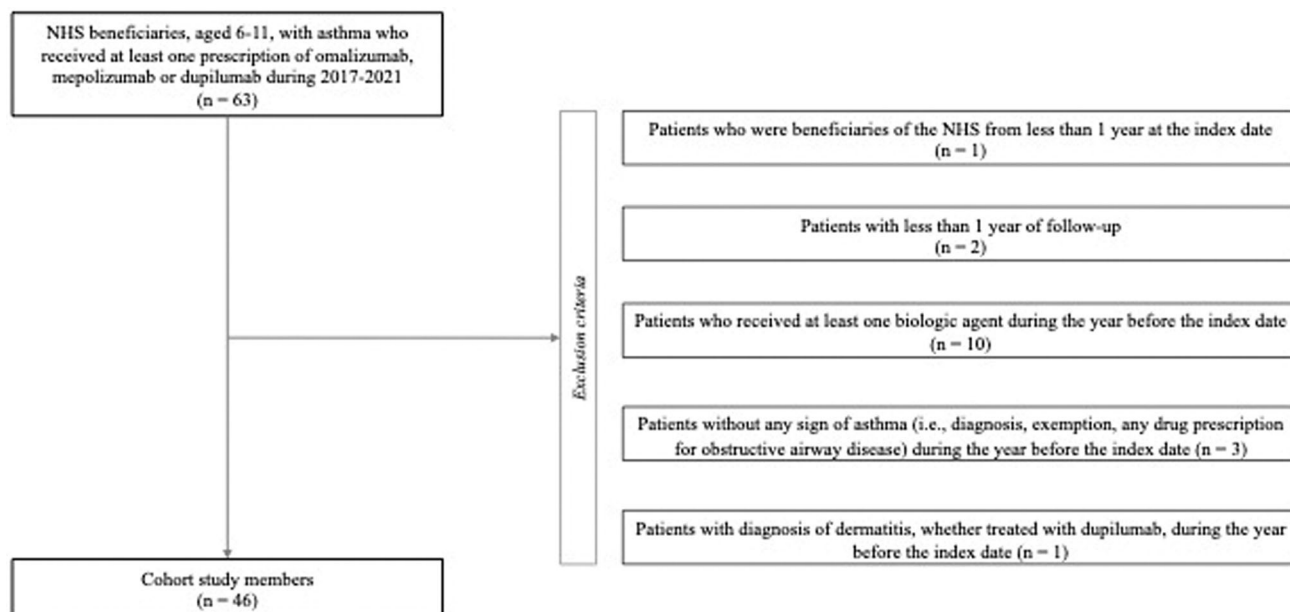 NHS beneficiaries, aged 6-11, with asthma who
received at least one prescription of omalizumab,
mepolizumab or dupilumab during 2017-2021
(n = 63)
Exclusion criteria
Patients who were beneficiaries of the NHS from less than 1 year at the index date
(n = 1)
Patients with less than 1 year of follow-up
(n = 2)
Patients who received at least one biologic agent during the year before the index date
(n = 10)
Patients without any sign of asthma (i.e., diagnosis, exemption, any drug prescription
for obstructive airway disease) during the year before the index date (n = 3)
Patients with diagnosis of dermatitis, whether treated with dupilumab, during the year
before the index date (n = 1)
Cohort study members
(n = 46)